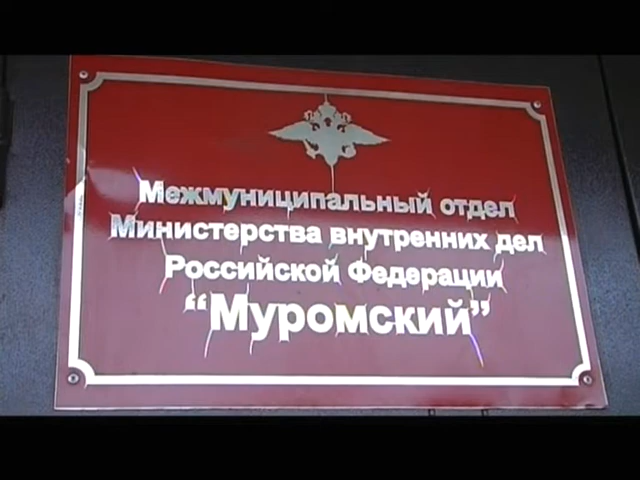 Межмуниципальный отдел
Министерства внутренних дел
Российской Федерации
“Муромский”